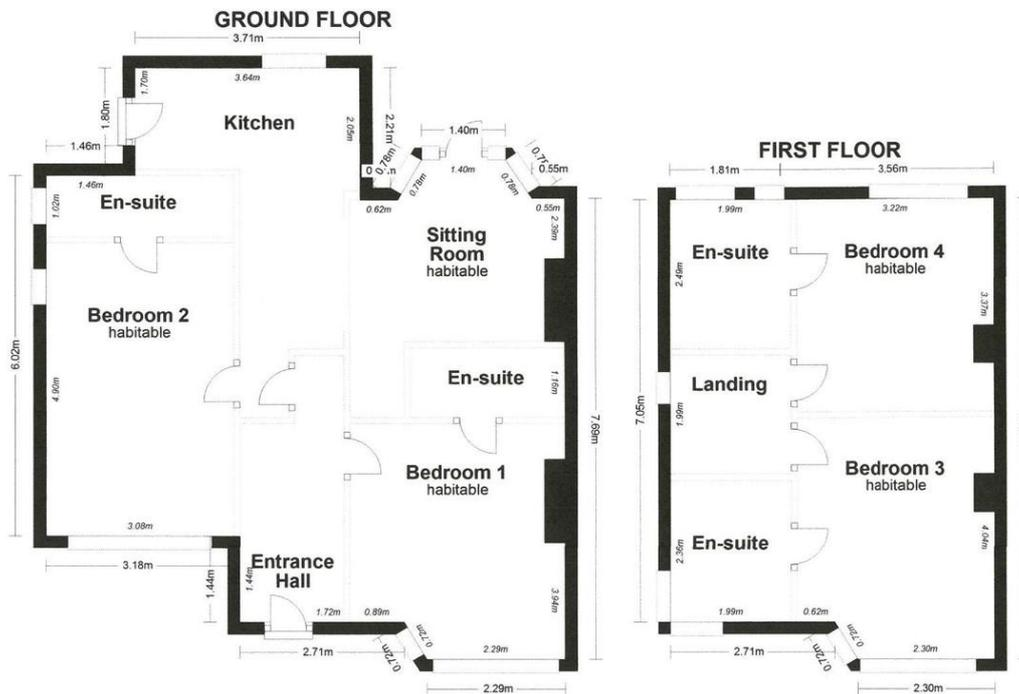 GROUND FLOOR
3.71m
3.64m
1.70m
1.80m
Kitchen
2.05m
2.21m
1.46m
1.46m
0.78m
0.78m
1.40m
1.40m
0.78m
0.55m
0.62m
0.55m
En-suite
1.02m
Sitting
Room
habitable
2.39m
Bedroom 2
habitable
6.02m
4.90m
En-suite
1.16m
7.69m
Bedroom 1
habitable
3.08m
3.18m
1.44m
1.44m
Entrance
Hall
1.72m
0.89m
3.94m
2.71m
0.72m
0.72m
2.29m
2.29m
FIRST FLOOR
1.81m
3.56m
1.99m
3.22m
En-suite
2.49m
Bedroom 4
habitable
3.37m
Landing
1.99m
7.05m
Bedroom 3
habitable
En-suite
2.36m
4.04m
1.99m
0.62m
2.71m
0.72m
0.72m
2.30m
2.30m